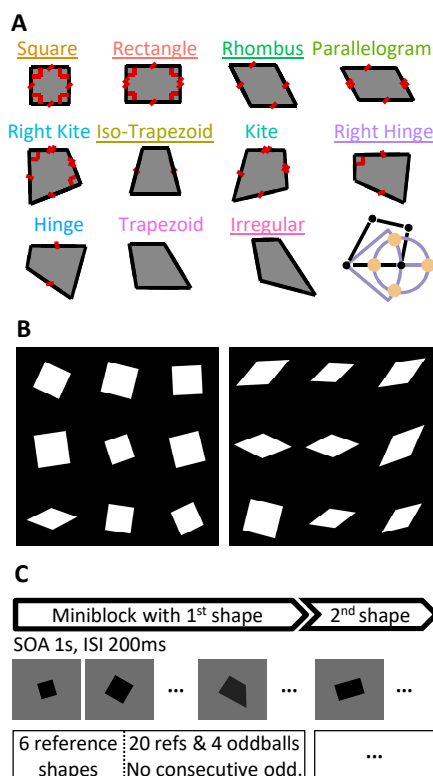 A
Square Rectangle Rhombus Parallelogram
Right Kite Iso-Trapezoid Kite Right Hinge
Hinge Trapezoid Irregular
B
C
Miniblock with 1st shape 2nd shape
SOA 1s, ISI 200ms
... ... ...
6 reference shapes 20 refs & 4 oddballs ...
No consecutive odd.